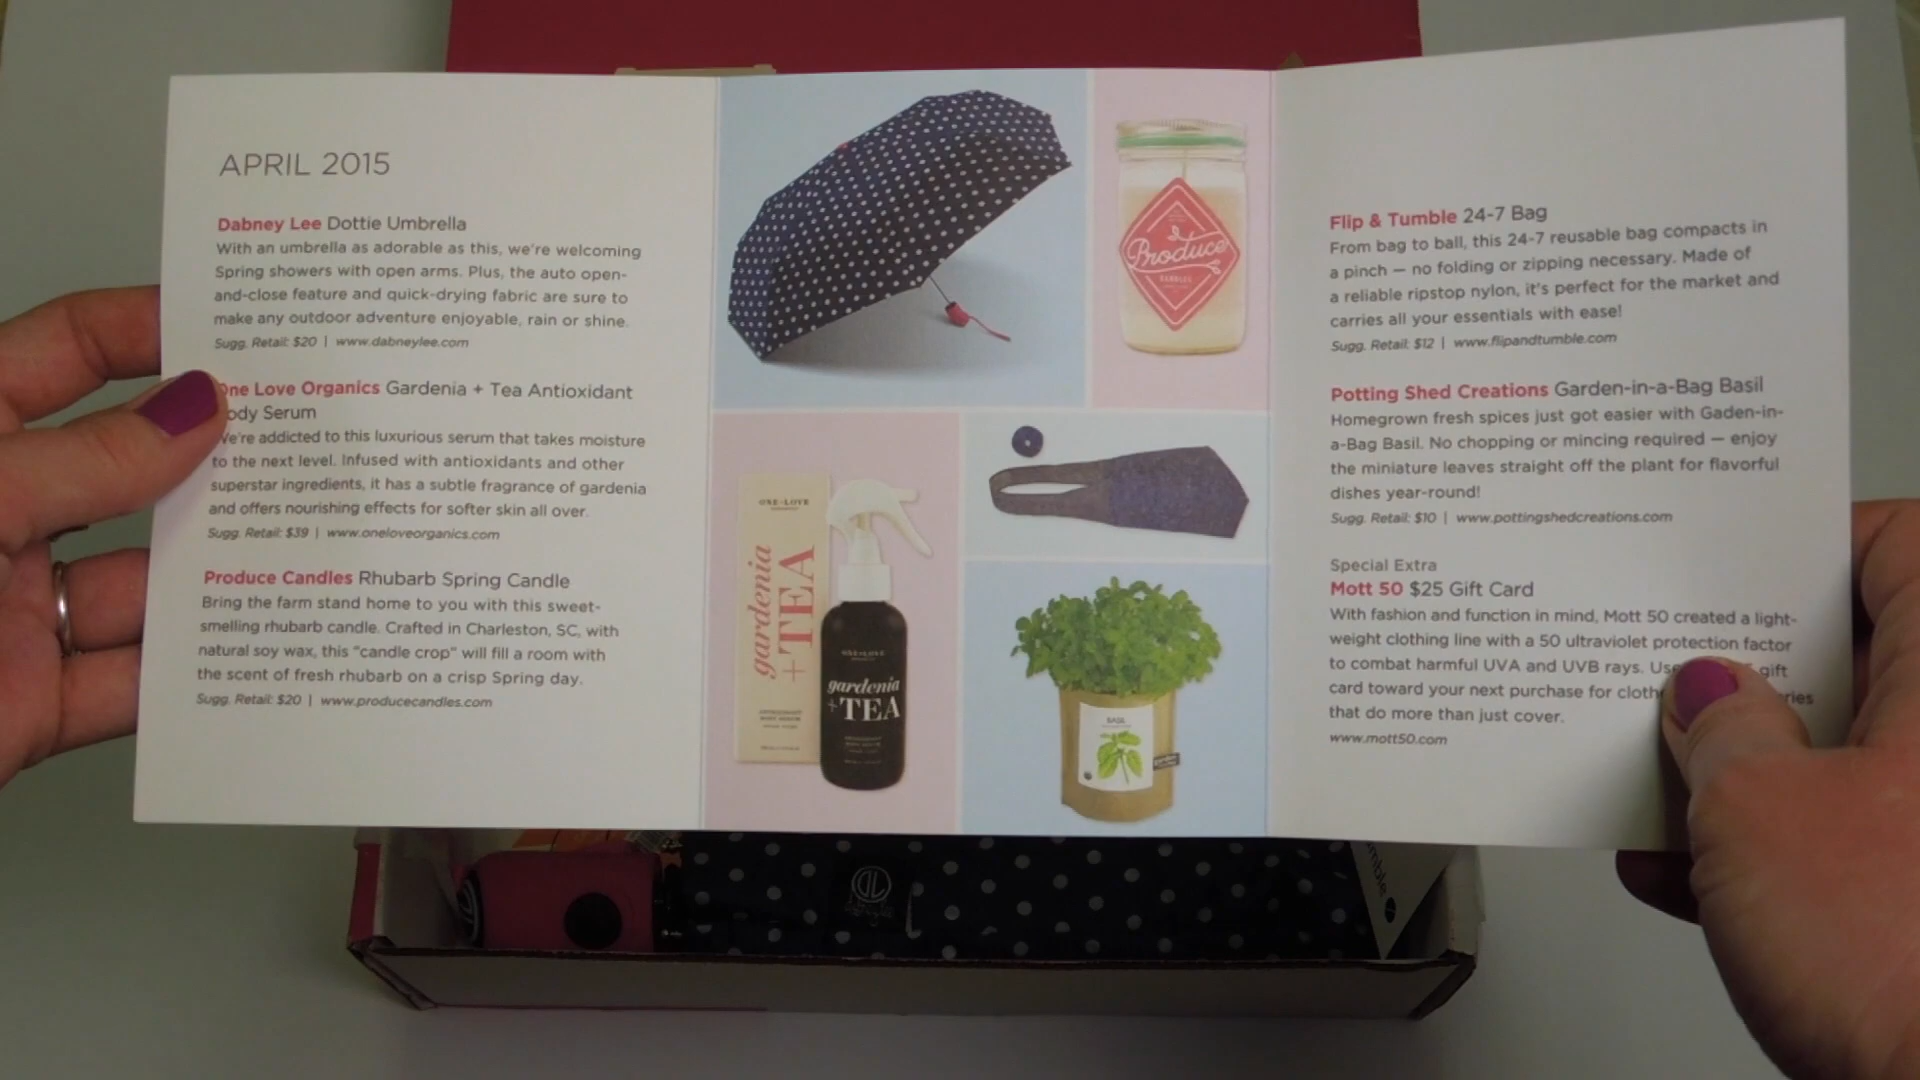 APRIL 2015
Dabney Lee Dottie Umbrella
With an umbrella as adorable as this, we're welcoming
Spring showers with open arms. Plus, the auto open-
and-close feature and quick-drying fabric are sure to
make any outdoor adventure enjoyable, rain or shine.
Sugg. Retail: $20 | www.dabneylee.com
One Love Organics Gardenia + Tea Antioxidant
ody Serum
We're addicted to this luxurious serum that takes moisture
to the next level. Infused with antioxidants and other
superstar ingredients, it has a subtle fragrance of gardenia
and offers nourishing effects for softer skin all over.
Sugg. Retail: $39 | www.oneloveorganics.com
Produce Candles Rhubarb Spring Candle
Bring the farm stand home to you with this sweet-
smelling rhubarb candle. Crafted in Charleston, SC, with
natural soy wax, this "candle crop" will fill a room with
the scent of fresh rhubarb on a crisp Spring day.
Sugg. Retail: $20 | www.producecandles.com
Produce
CANDLES
ONE LOVE
gardenia
+ TEA
ANTIOXIDANT
BODY SERUM
ONE LOVE
gardenia
+TEA
ANTIOXIDANT
BODY SERUM
BASIL
Flip & Tumble 24-7 Bag
From bag to ball, this 24-7 reusable bag compacts in
a pinch — no folding or zipping necessary. Made of
a reliable ripstop nylon, it's perfect for the market and
carries all your essentials with ease!
Sugg. Retail: $12 | www.flipandtumble.com
Potting Shed Creations Garden-in-a-Bag Basil
Homegrown fresh spices just got easier with Gaden-in-
a-Bag Basil. No chopping or mincing required — enjoy
the miniature leaves straight off the plant for flavorful
dishes year-round!
Sugg. Retail: $10 | www.pottingshedcreations.com
Special Extra
Mott 50 $25 Gift Card
With fashion and function in mind, Mott 50 created a light-
weight clothing line with a 50 ultraviolet protection factor
to combat harmful UVA and UVB rays. Use gift
card toward your next purchase for cloth ries
that do more than just cover.
www.mott50.com
DL
umble